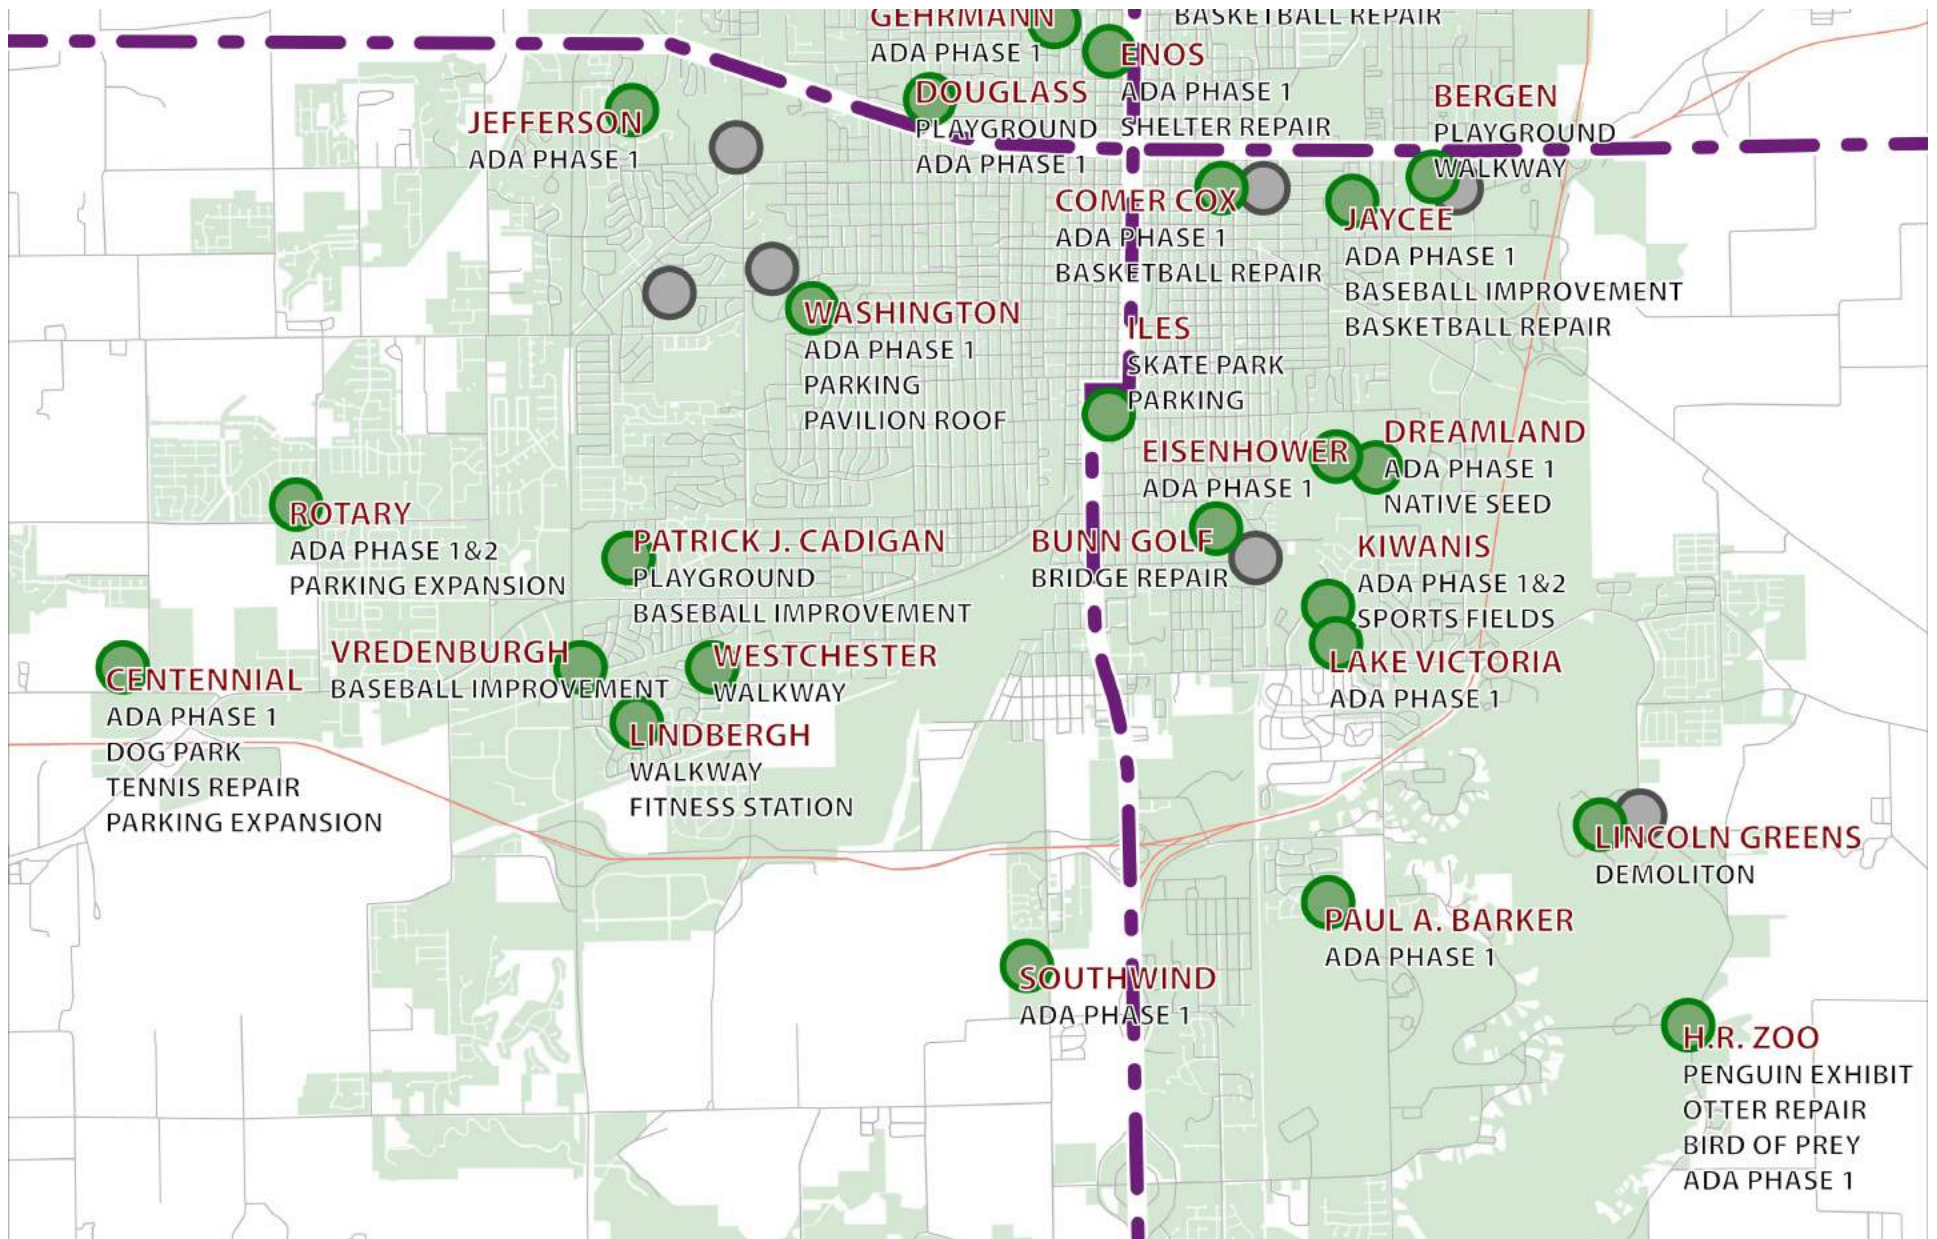 GEHRMANN
ADA PHASE 1
BASKETBALL REPAIR
ENOS
ADA PHASE 1
SHELTER REPAIR
DOUGLASS
PLAYGROUND
ADA PHASE 1
BERGEN
PLAYGROUND
WALKWAY
JEFFERSON
ADA PHASE 1
COMER COX
ADA PHASE 1
BASKETBALL REPAIR
JAYCEE
ADA PHASE 1
BASEBALL IMPROVEMENT
BASKETBALL REPAIR
WASHINGTON
ADA PHASE 1
PARKING
PAVILION ROOF
ILES
SKATE PARK
PARKING
EISENHOWER
ADA PHASE 1
DREAMLAND
ADA PHASE 1
NATIVE SEED
ROTARY
ADA PHASE 1&2
PARKING EXPANSION
PATRICK J. CADIGAN
PLAYGROUND
BASEBALL IMPROVEMENT
BUNN GOLF
BRIDGE REPAIR
KIWANIS
ADA PHASE 1&2
SPORTS FIELDS
CENTENNIAL
ADA PHASE 1
DOG PARK
TENNIS REPAIR
PARKING EXPANSION
VREDENBURGH
BASEBALL IMPROVEMENT
WESTCHESTER
WALKWAY
LAKE VICTORIA
ADA PHASE 1
LINDBERGH
WALKWAY
FITNESS STATION
LINCOLN GREENS
DEMOLITON
PAUL A. BARKER
ADA PHASE 1
SOUTHWIND
ADA PHASE 1
H.R. ZOO
PENGUIN EXHIBIT
OTTER REPAIR
BIRD OF PREY
ADA PHASE 1